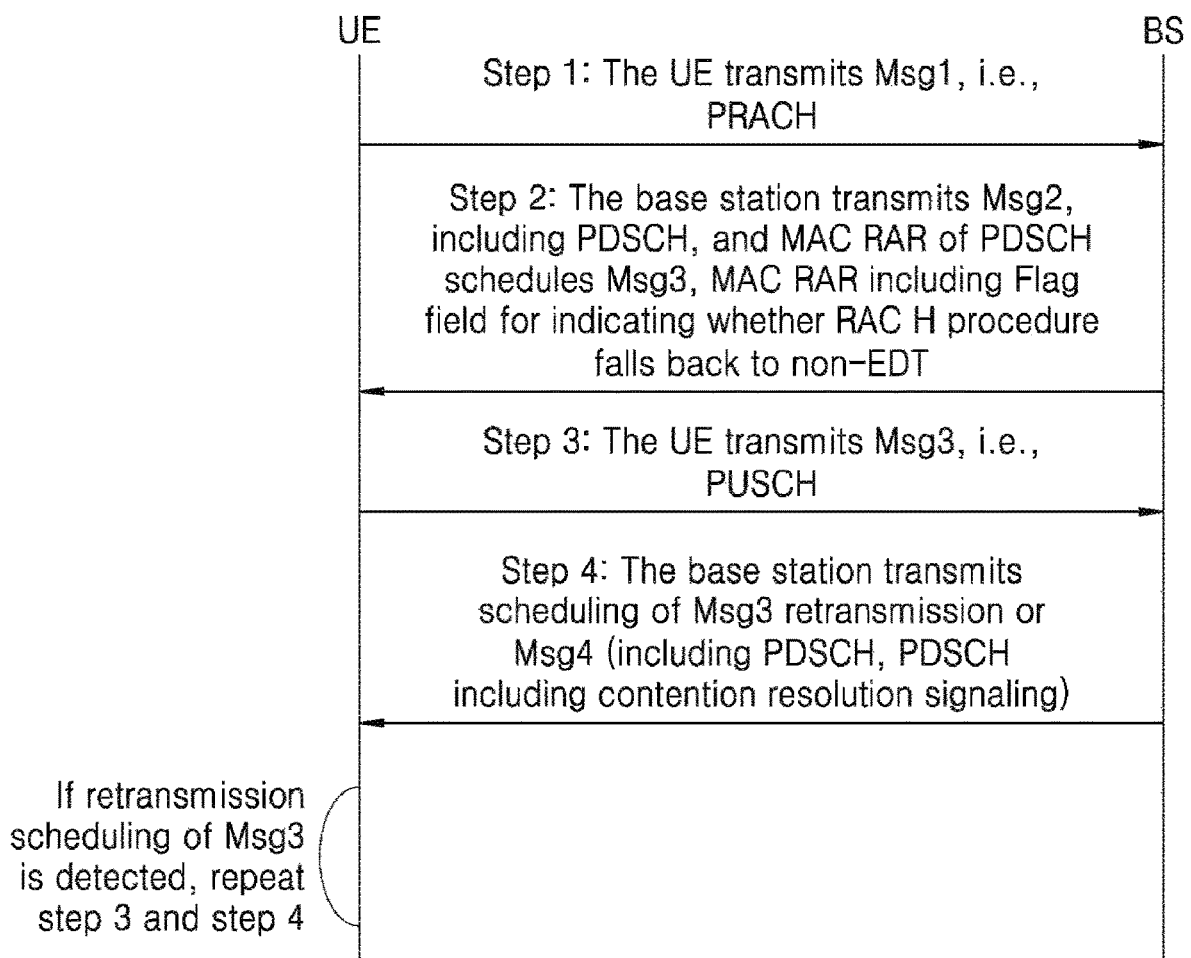 UE
BS
Step 1: The UE transmits Msg1, i.e.,
PRACH
Step 2: The base station transmits Msg2,
including PDSCH, and MAC RAR of PDSCH
schedules Msg3, MAC RAR including Flag
field for indicating whether RAC H procedure
falls back to non-EDT
Step 3: The UE transmits Msg3, i.e.,
PUSCH
Step 4: The base station transmits
scheduling of Msg3 retransmission or
Msg4 (including PDSCH, PDSCH
including contention resolution signaling)
If retransmission
scheduling of Msg3
is detected, repeat
step 3 and step 4